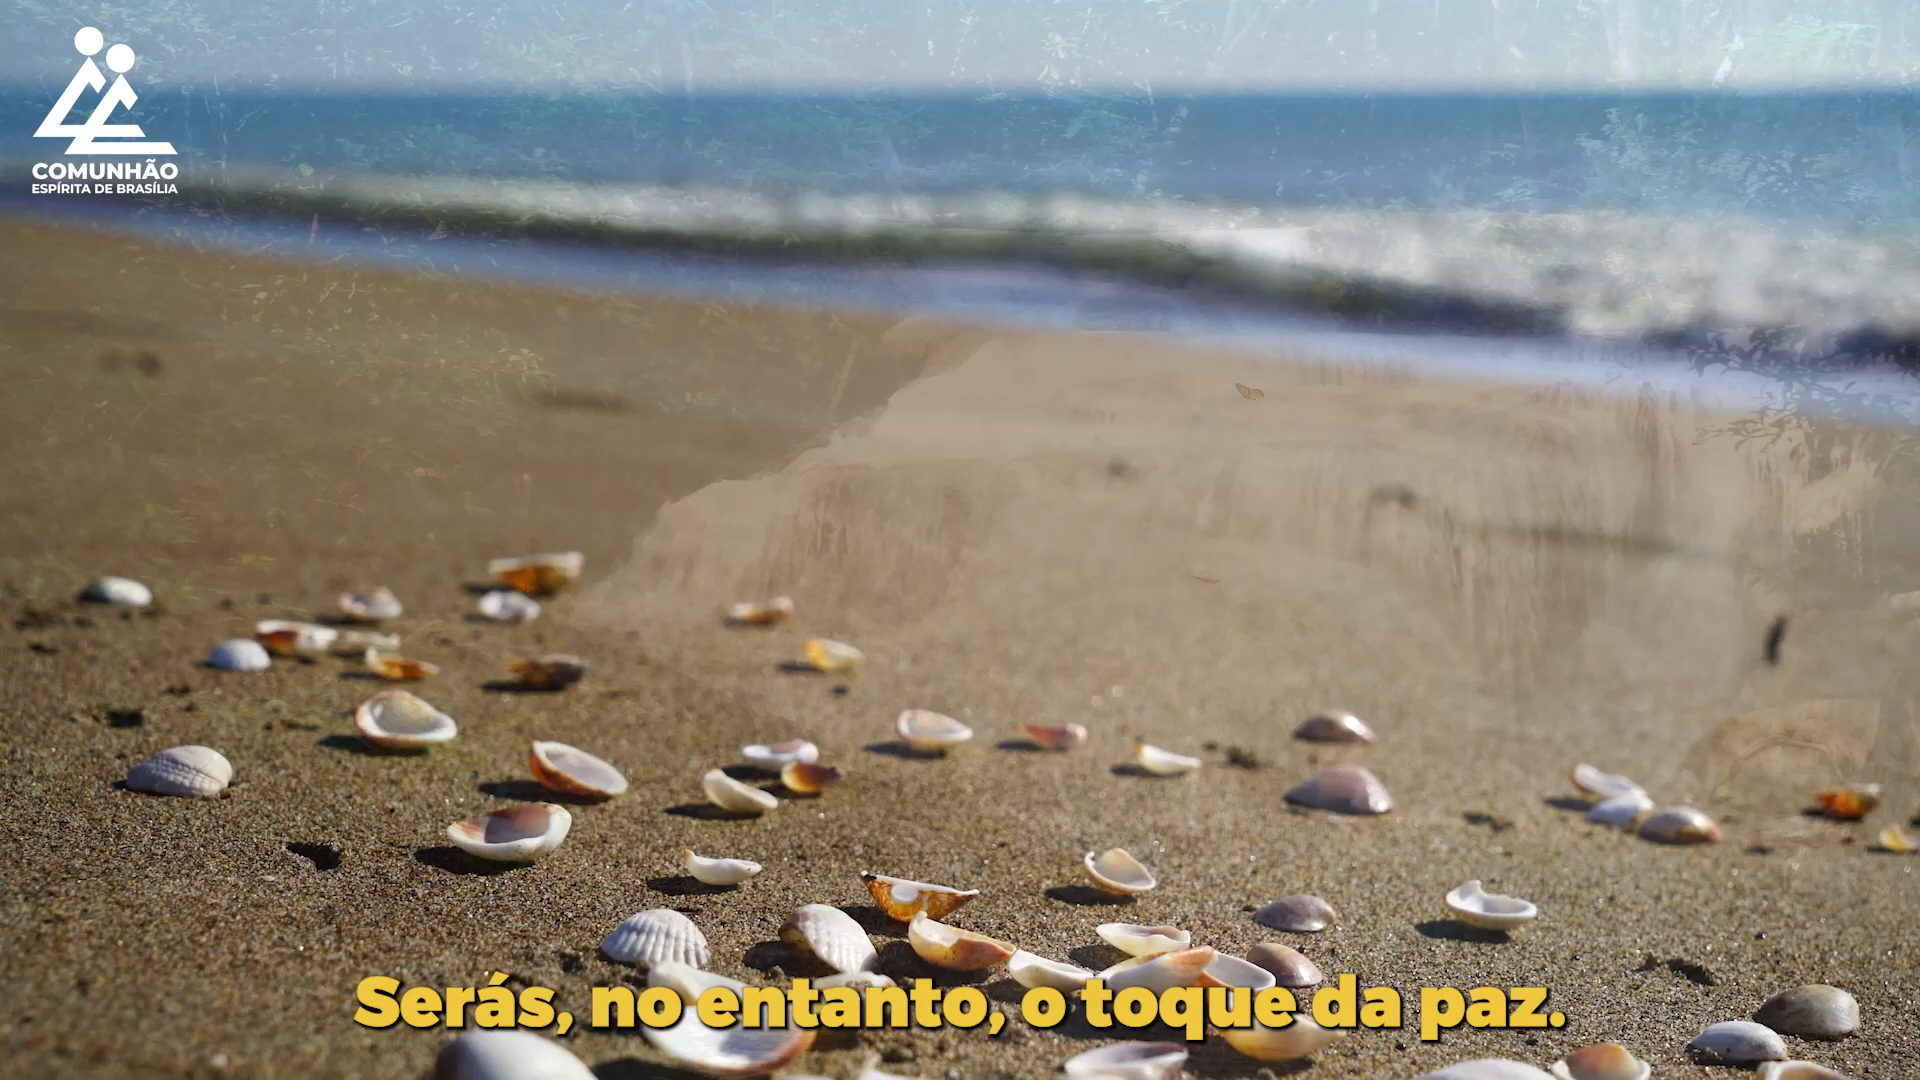 COMUNHÃO
ESPÍRITA DE BRASÍLIA
Serás, no entanto, o toque da paz.